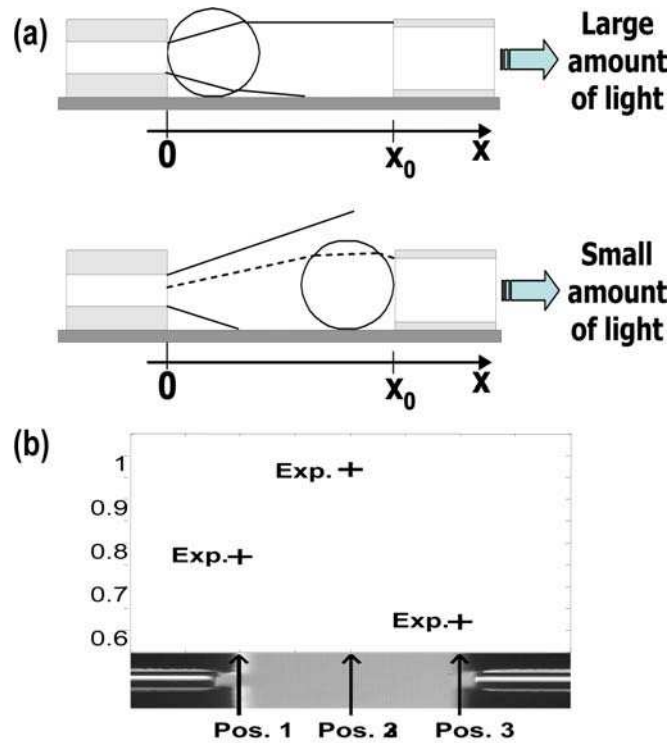 (a)
Large
amount
of light
0
x0
x
Small
amount
of light
0
x0
x
(b)
1
Exp.
0.9
0.8
Exp.
0.7
Exp.
0.6
Pos. 1
Pos. 2
Pos. 3